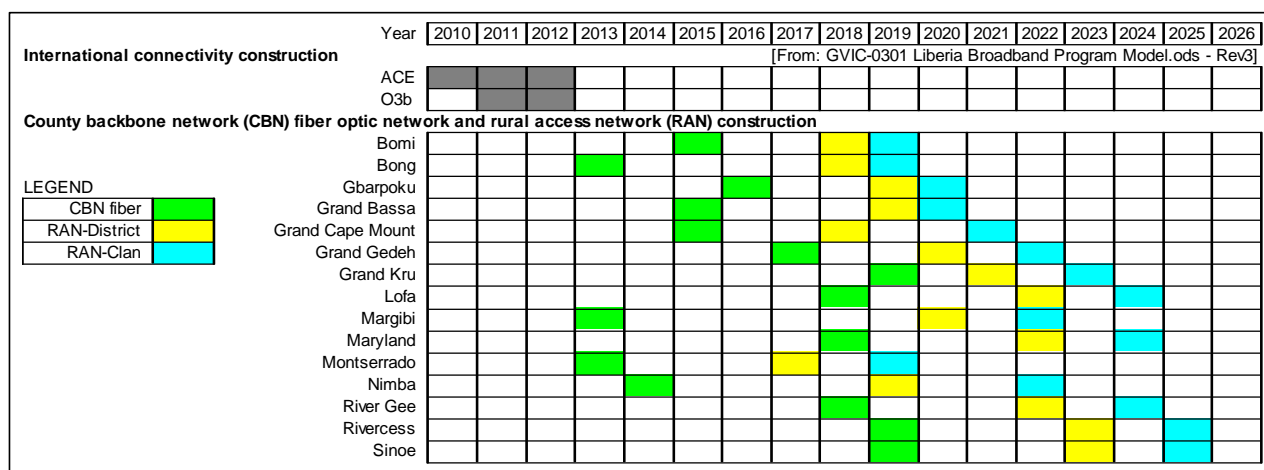 Year 2010 2011 2012 2013 2014 2015 2016 2017 2018 2019 2020 2021 2022 2023 2024 2025 2026
International connectivity construction [From: GVIC-0301 Liberia Broadband Program Model.ods - Rev3]
ACE
O3b
County backbone network (CBN) fiber optic network and rural access network (RAN) construction
Bomi
Bong
LEGEND Gbarpoku
CBN fiber Grand Bassa
RAN-District Grand Cape Mount
RAN-Clan Grand Gedeh
Grand Kru
Lofa
Margibi
Maryland
Montserrado
Nimba
River Gee
Rivercess
Sinoe